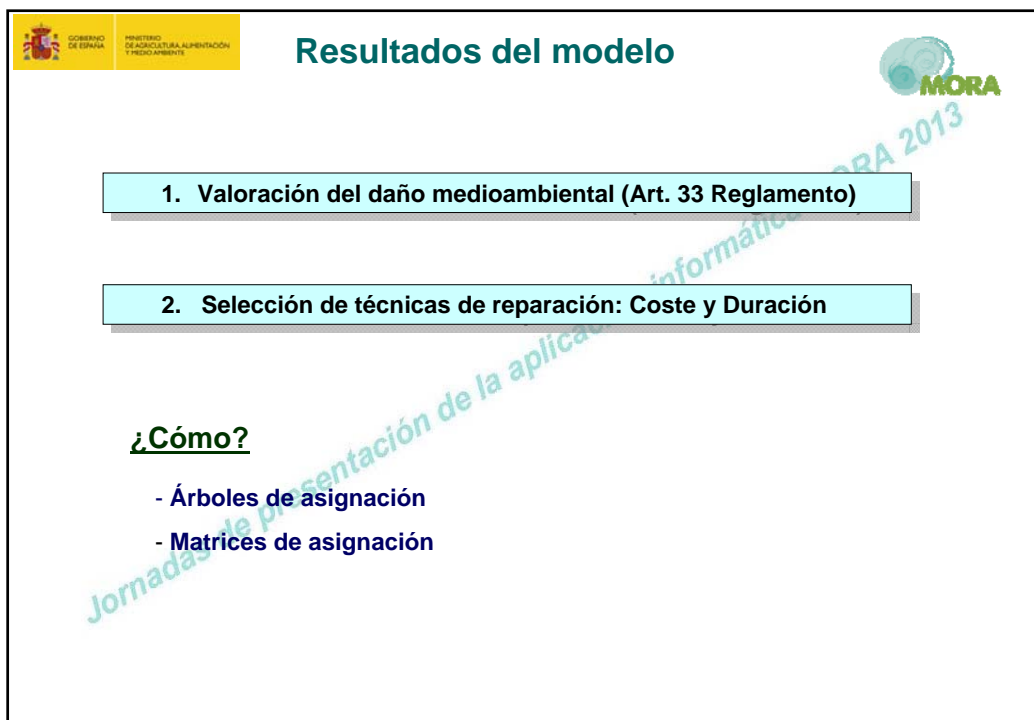 GOBIERNO
DE ESPAÑA
MINISTERIO
DE AGRICULTURA, ALIMENTACIÓN
Y MEDIO AMBIENTE
Resultados del modelo
MORA
1. Valoración del daño medioambiental (Art. 33 Reglamento)
2. Selección de técnicas de reparación: Coste y Duración
¿Cómo?
- Árboles de asignación
- Matrices de asignación
Jornadas de presentación de la aplicación informática MORA 2013